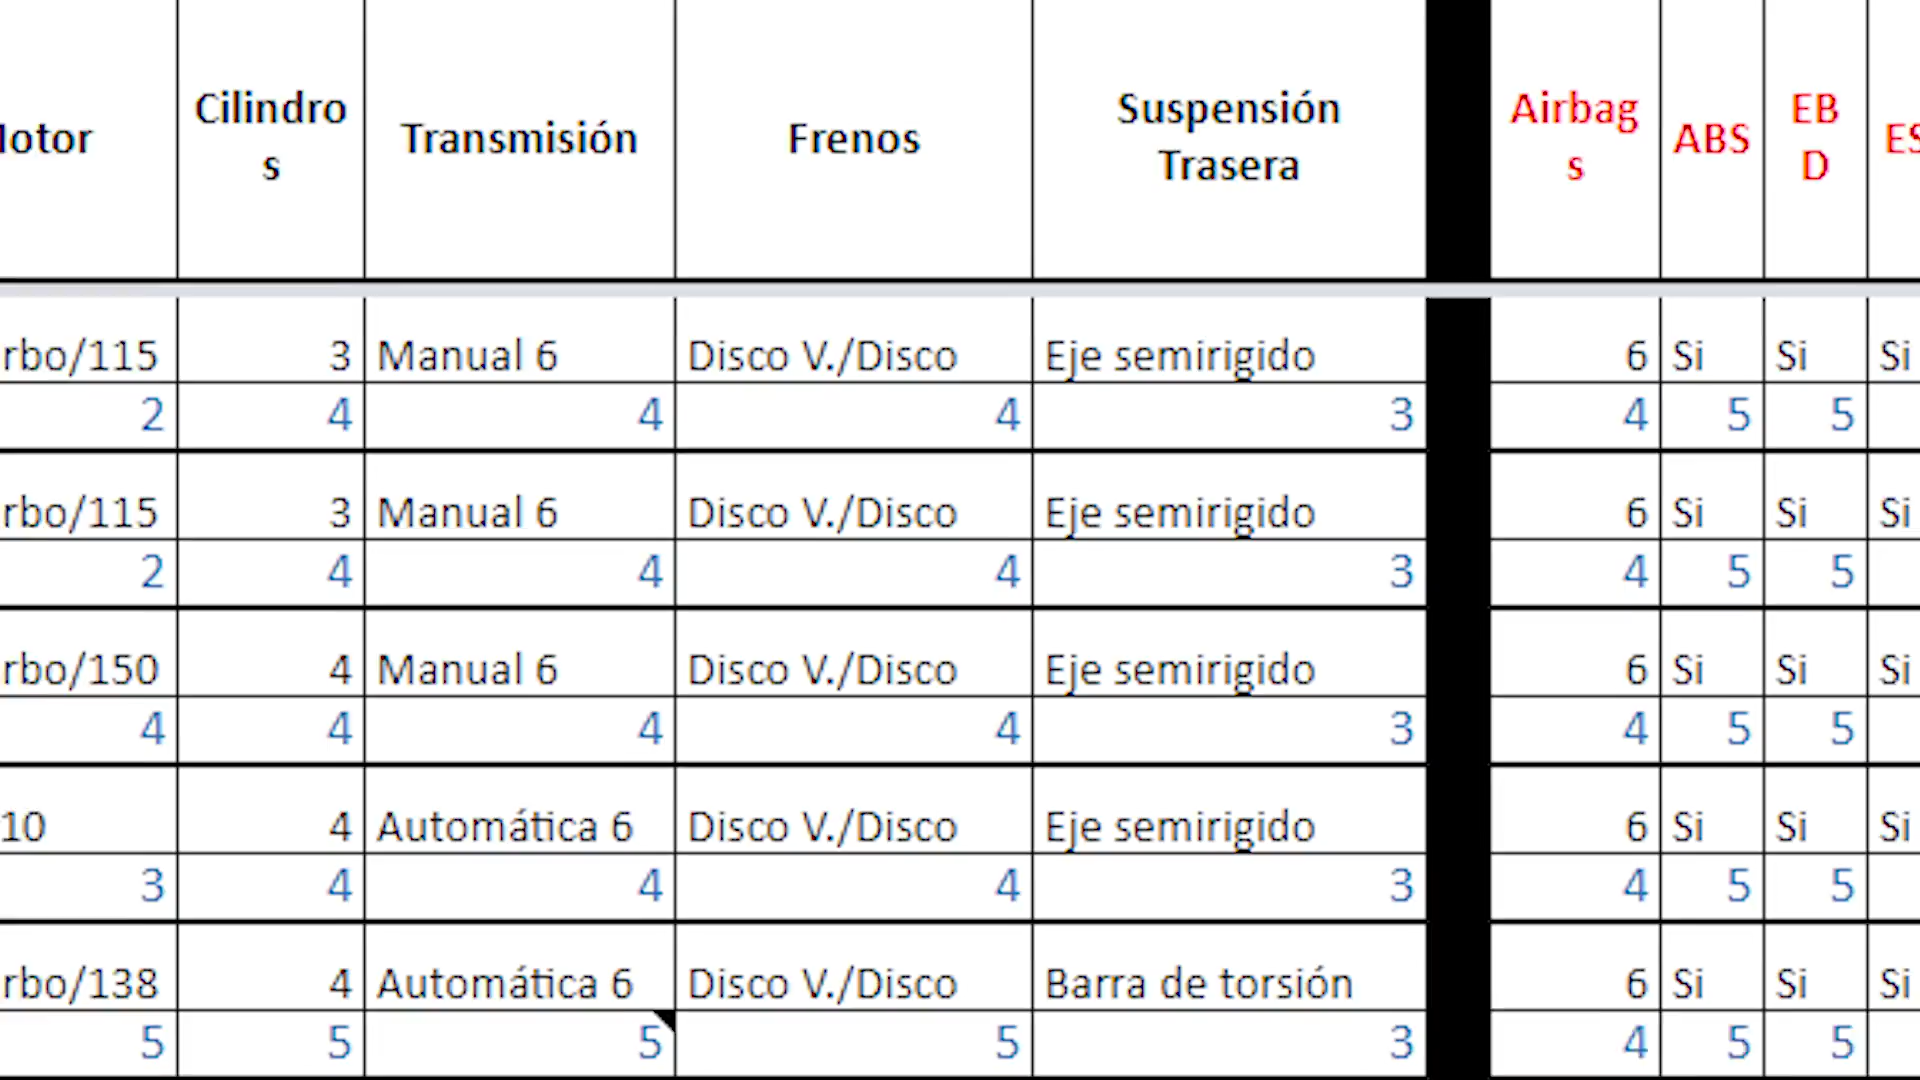 lotor Cilindro s Transmisión Frenos Suspensión Trasera Airbag s ABS EB D ES
rbo/115 3 Manual 6 Disco V./Disco Eje semirigido 6 Si Si Si
2 4 4 4 3 4 5 5
rbo/115 3 Manual 6 Disco V./Disco Eje semirigido 6 Si Si Si
2 4 4 4 3 4 5 5
rbo/150 4 Manual 6 Disco V./Disco Eje semirigido 6 Si Si Si
4 4 4 4 3 4 5 5
10 4 Automática 6 Disco V./Disco Eje semirigido 6 Si Si Si
3 4 4 4 3 4 5 5
rbo/138 4 Automática 6 Disco V./Disco Barra de torsión 6 Si Si Si
5 5 5 5 3 4 5 5